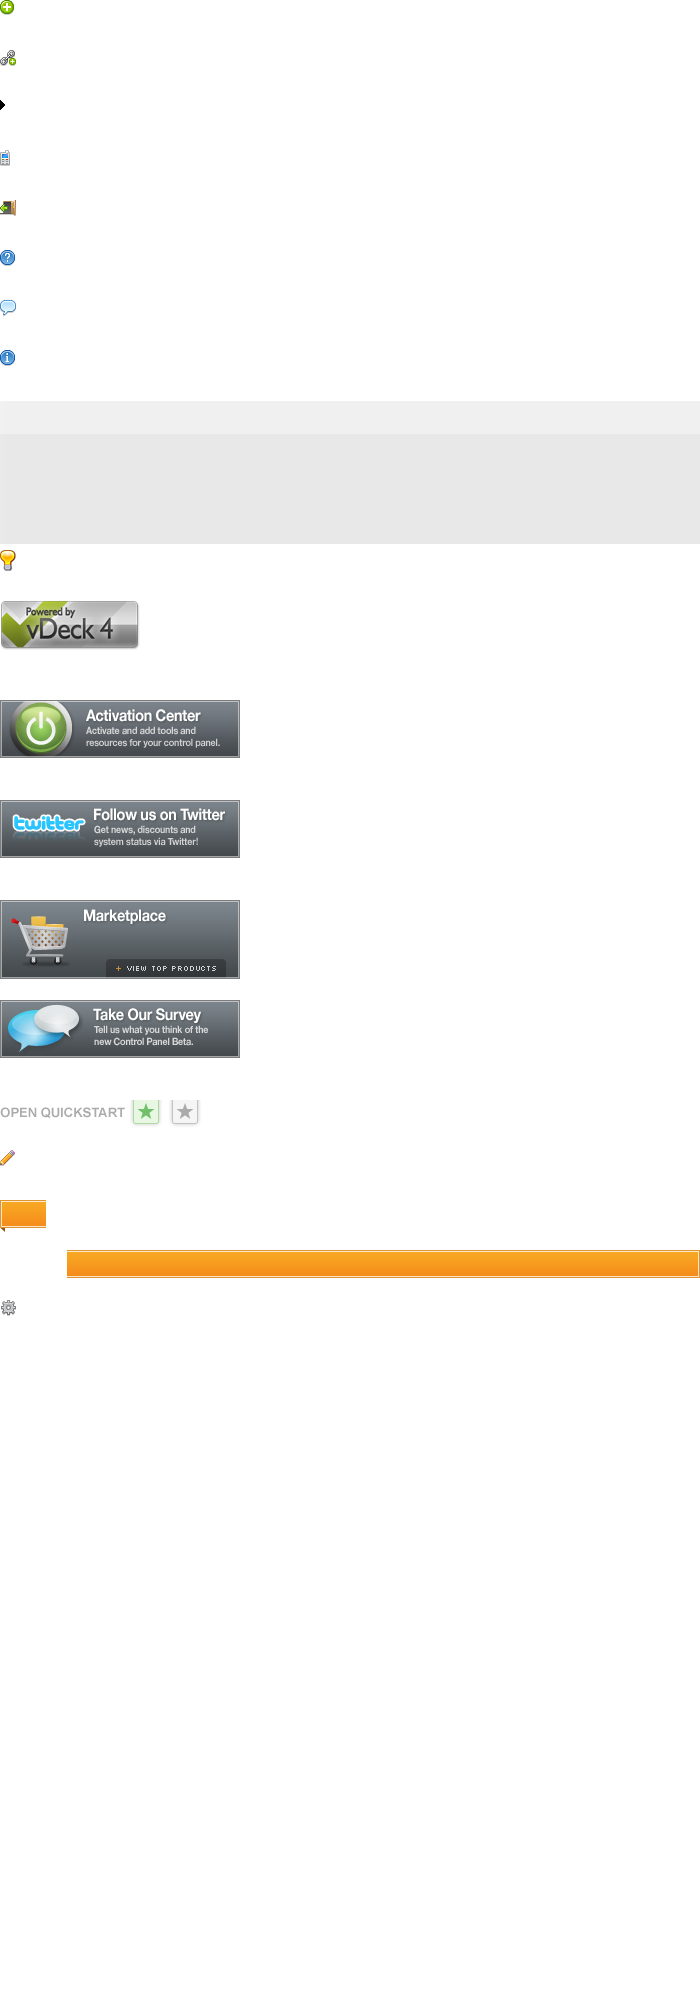 Powered by
vDeck 4
Activation Center
Activate and add tools and
resources for your control panel.
twitter
Follow us on Twitter
Get news, discounts and
system status via Twitter!
Marketplace
+ VIEW TOP PRODUCTS
Take Our Survey
Tell us what you think of the
new Control Panel Beta.
OPEN QUICKSTART